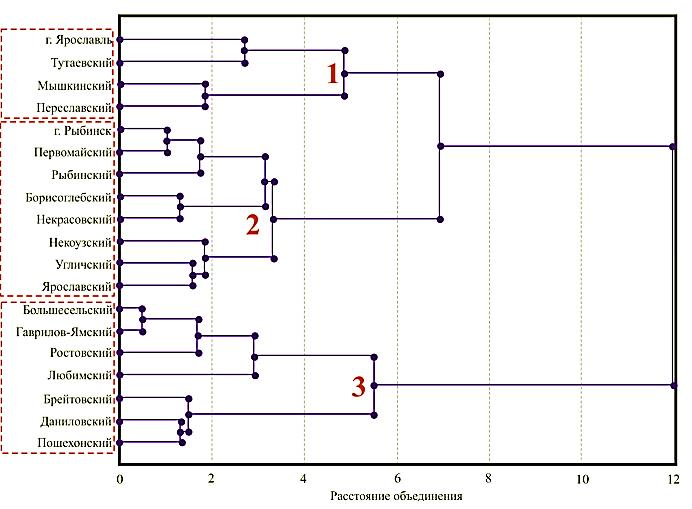 г. Ярославль
Тутаевский
1
Мышкинский
Переславский
г. Рыбинск
Первомайский
Рыбинский
Борисоглебский
Некрасовский
2
Некоузский
Угличский
Ярославский
Большесельский
Гаврилов-Ямский
Ростовский
Любимский
3
Брейтовский
Даниловский
Пошехонский
0 2 4 6 8 10 12
Расстояние объединения